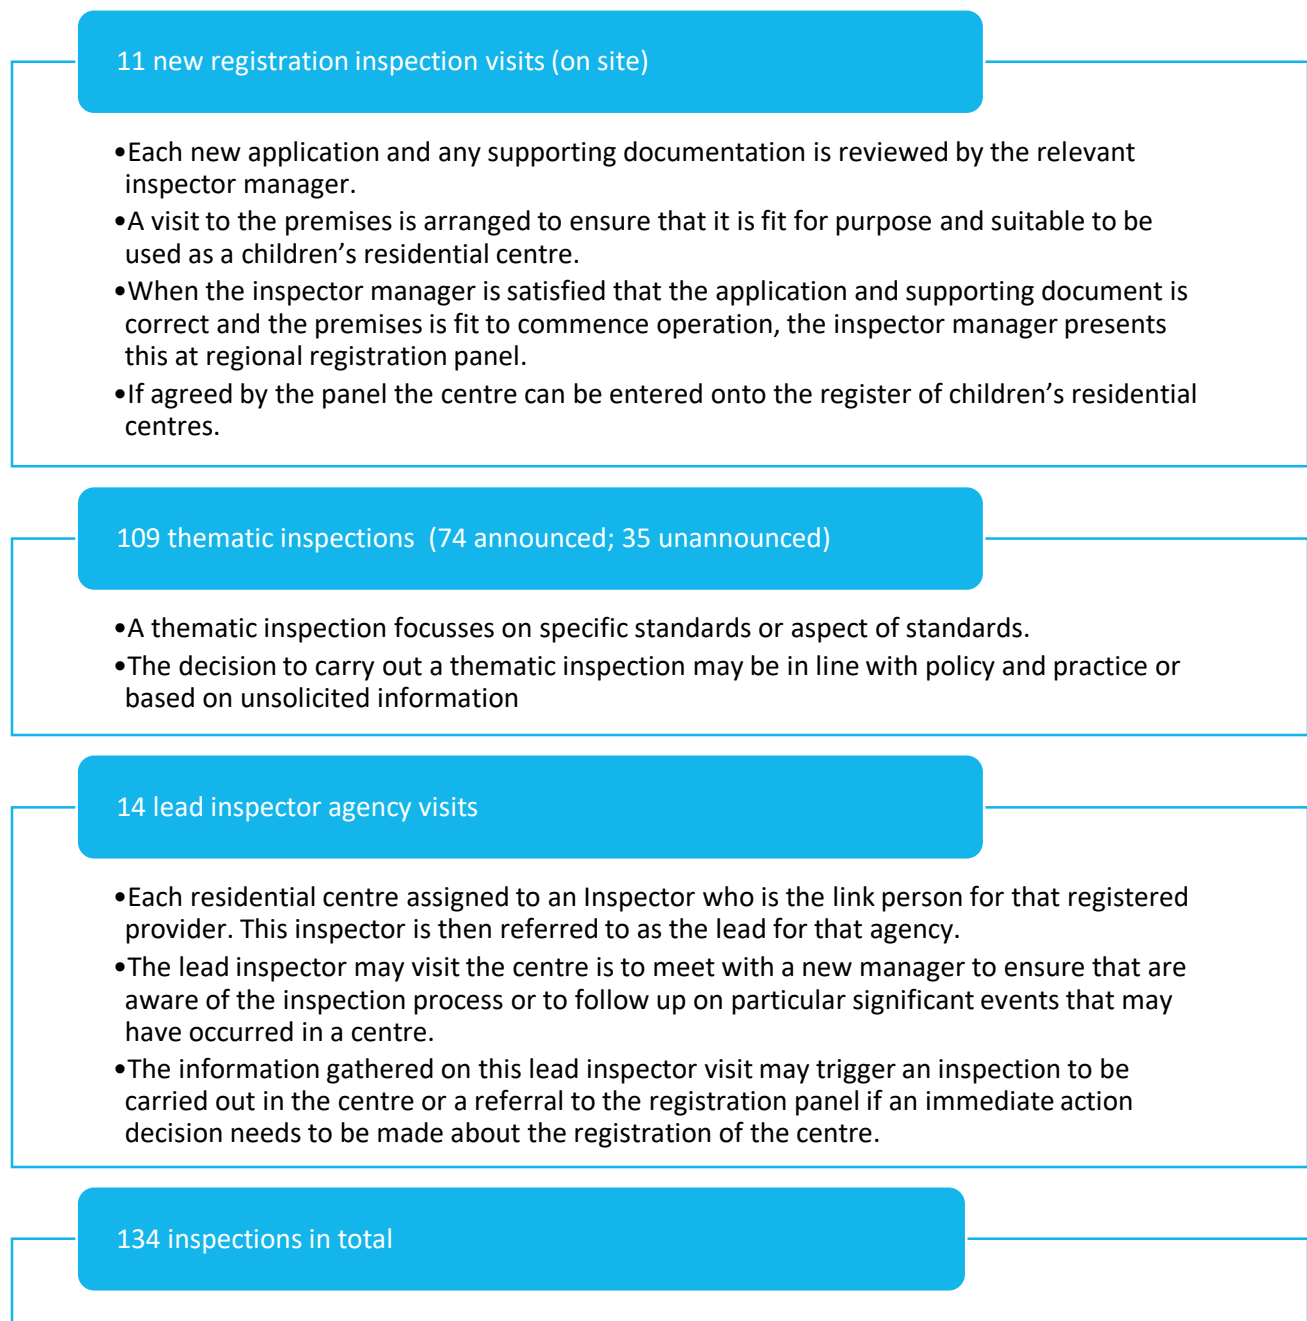 11 new registration inspection visits (on site)
•Each new application and any supporting documentation is reviewed by the relevant
inspector manager.
•A visit to the premises is arranged to ensure that it is fit for purpose and suitable to be
used as a children’s residential centre.
•When the inspector manager is satisfied that the application and supporting document is
correct and the premises is fit to commence operation, the inspector manager presents
this at regional registration panel.
•If agreed by the panel the centre can be entered onto the register of children’s residential
centres.
109 thematic inspections (74 announced; 35 unannounced)
•A thematic inspection focusses on specific standards or aspect of standards.
•The decision to carry out a thematic inspection may be in line with policy and practice or
based on unsolicited information
14 lead inspector agency visits
•Each residential centre assigned to an Inspector who is the link person for that registered
provider. This inspector is then referred to as the lead for that agency.
•The lead inspector may visit the centre is to meet with a new manager to ensure that are
aware of the inspection process or to follow up on particular significant events that may
have occurred in a centre.
•The information gathered on this lead inspector visit may trigger an inspection to be
carried out in the centre or a referral to the registration panel if an immediate action
decision needs to be made about the registration of the centre.
134 inspections in total